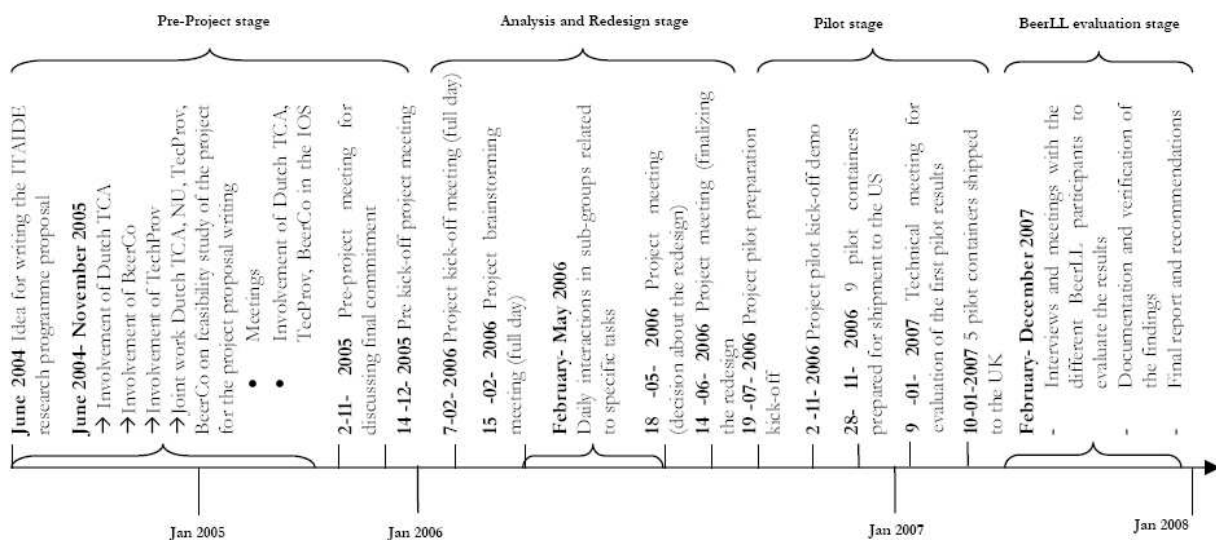 Pre-Project stage
Analysis and Redesign stage
Pilot stage
BeerLL evaluation stage
June 2004 Idea for writing the ITAIDE
research programme proposal
June 2004- November 2005
→ Involvement of Dutch TCA
→ Involvement of BeerCo
→ Involvement of TechProv
→ Joint work Dutch TCA, NU, TecProv,
BeerCo on feasibility study of the project
for the project proposal writing
• Meetings
• Involvement of Dutch TCA,
TecProv, BeerCo in the IOS
2-11- 2005 Pre-project meeting for
discussing final commitment
14-12- 2005 Pre kick-off project meeting
7-02- 2006 Project kick-off meeting (full day)
15 -02- 2006 Project brainstorming
meeting (full day)
February- May 2006
Daily interactions in sub-groups related
to specific tasks
18 -05- 2006 Project meeting
(decision about the redesign)
14 -06- 2006 Project meeting (finalizing
the redesign
19 -07- 2006 Project pilot preparation
kick-off
2 -11- 2006 Project pilot kick-off demo
28- 11- 2006 9 pilot containers
prepared for shipment to the US
9 -01- 2007 Technical meeting for
evaluation of the first pilot results
10-01-2007 5 pilot containers shipped
to the UK
February- December 2007
- Interviews and meetings with the
different BeerLL participants to
evaluate the results
- Documentation and verification of
the findings
- Final report and recommendations
Jan 2005
Jan 2006
Jan 2007
Jan 2008